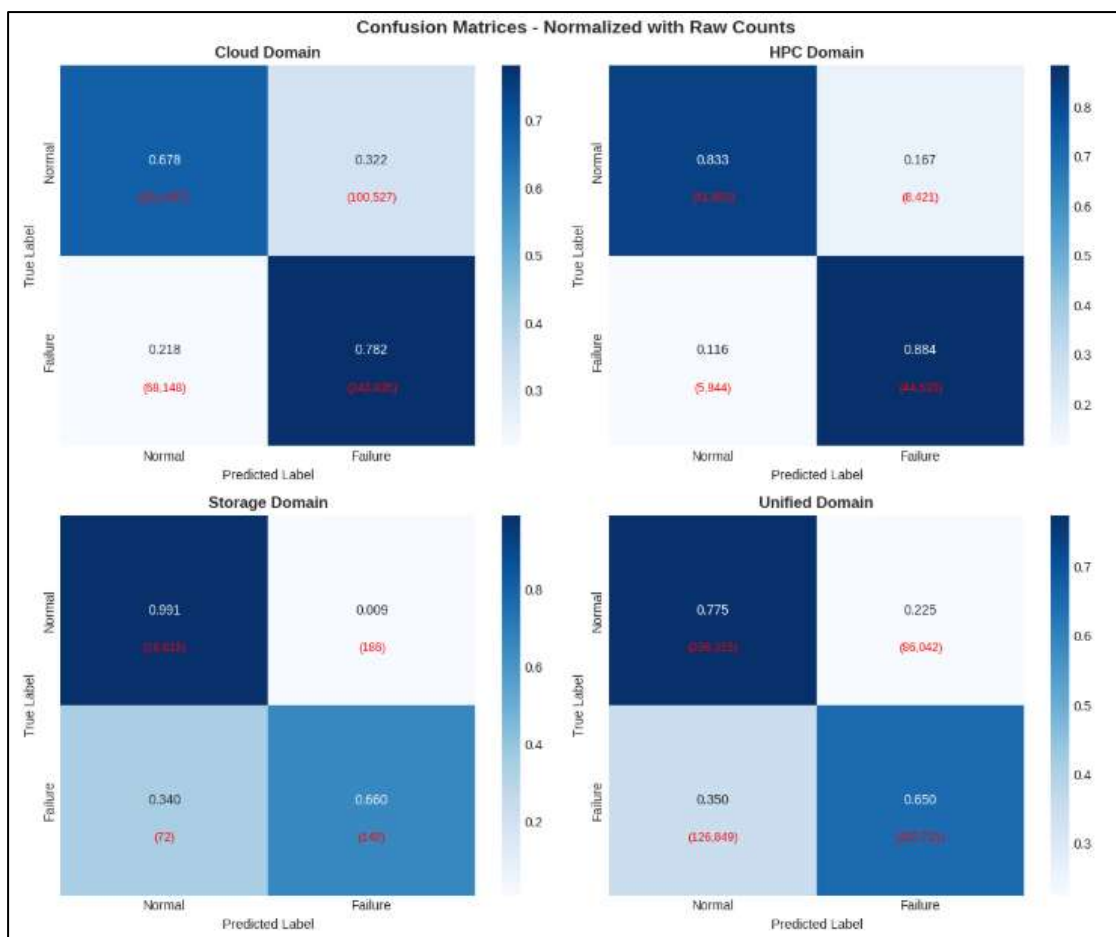 Confusion Matrices - Normalized with Raw Counts
Cloud Domain
True Label
Normal
Failure
0.678
0.322
(100,527)
0.218
0.782
(68,148)
Normal
Failure
Predicted Label
0.7
0.6
0.5
0.4
0.3
HPC Domain
True Label
Normal
Failure
0.833
0.167
(8,421)
0.116
0.884
(5,844)
Normal
Failure
Predicted Label
0.8
0.7
0.6
0.5
0.4
0.3
0.2
Storage Domain
True Label
Normal
Failure
0.991
0.009
0.340
0.660
(72)
Normal
Failure
Predicted Label
0.8
0.6
0.4
0.2
Unified Domain
True Label
Normal
Failure
0.775
0.225
(86,042)
0.350
0.650
(126,849)
Normal
Failure
Predicted Label
0.7
0.6
0.5
0.4
0.3